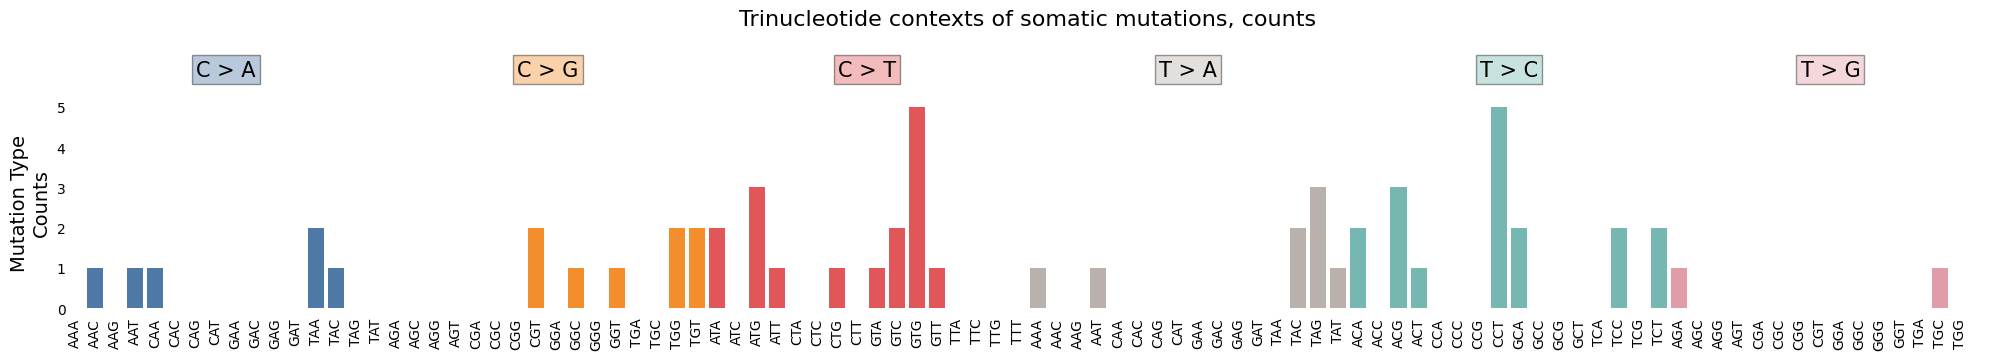 Trinucleotide contexts of somatic mutations, counts
C > A
C > G
C > T
T > A
T > C
T > G
Mutation Type
Counts
5
4
3
2
1
0
AAA
AAC
AAG
AAT
CAA
CAC
CAG
CAT
GAA
GAC
GAG
GAT
TAA
TAC
TAG
TAT
AGA
AGC
AGG
AGT
CGA
CGC
CGG
CGT
GGA
GGC
GGG
GGT
TGA
TGC
TGG
TGT
ATA
ATC
ATG
ATT
CTA
CTC
CTG
CTT
GTA
GTC
GTG
GTT
TTA
TTC
TTG
TTT
AAA
AAC
AAG
AAT
CAA
CAC
CAG
CAT
GAA
GAC
GAG
GAT
TAA
TAC
TAG
TAT
ACA
ACC
ACG
ACT
CCA
CCC
CCG
CCT
GCA
GCC
GCG
GCT
TCA
TCC
TCG
TCT
AGA
AGC
AGG
AGT
CGA
CGC
CGG
CGT
GGA
GGC
GGG
GGT
TGA
TGC
TGG